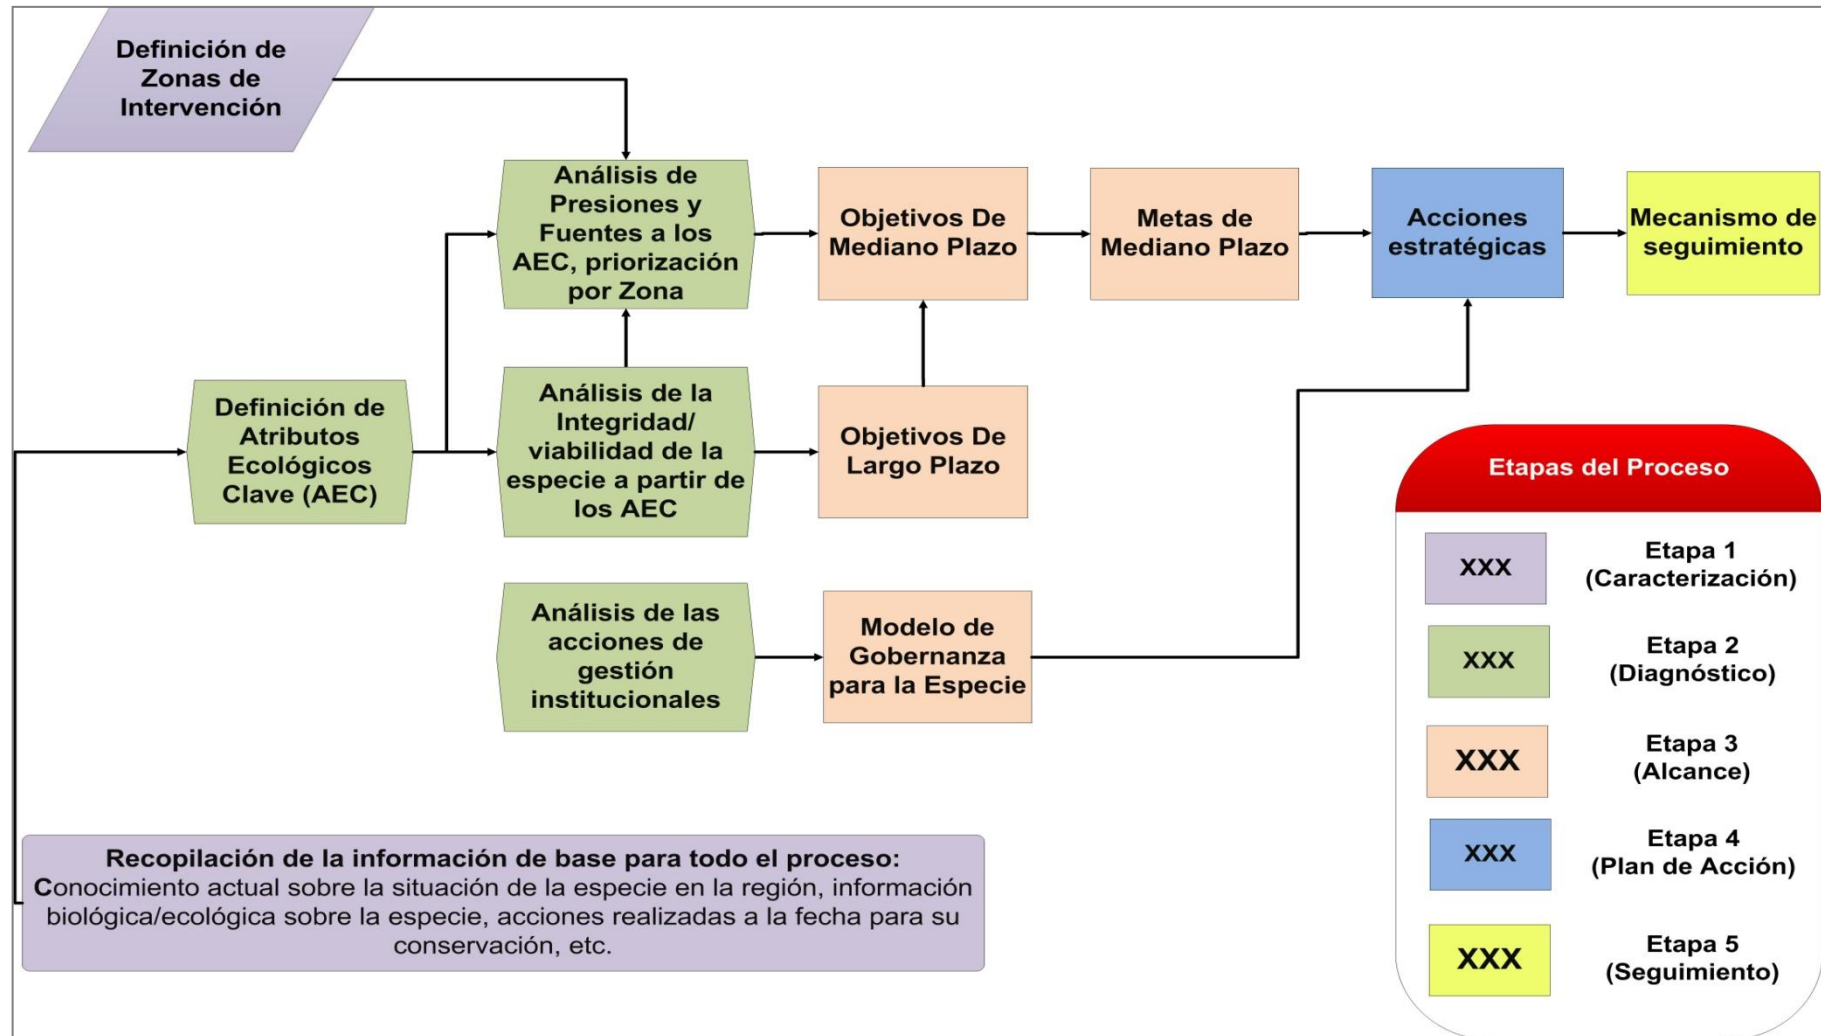 Definición de
Zonas de
Intervención
Análisis de
Presiones y
Fuentes a los
AEC, priorización
por Zona
Objetivos De
Mediano Plazo
Metas de
Mediano Plazo
Acciones
estratégicas
Mecanismo de
seguimiento
Definición de
Atributos
Ecológicos
Clave (AEC)
Análisis de la
Integridad/
viabilidad de la
especie a partir de
los AEC
Objetivos De
Largo Plazo
Análisis de las
acciones de
gestión
institucionales
Modelo de
Gobernanza
para la Especie
Recopilación de la información de base para todo el proceso:
Conocimiento actual sobre la situación de la especie en la región, información
biológica/ecológica sobre la especie, acciones realizadas a la fecha para su
conservación, etc.
Etapas del Proceso
XXX
Etapa 1
(Caracterización)
XXX
Etapa 2
(Diagnóstico)
XXX
Etapa 3
(Alcance)
XXX
Etapa 4
(Plan de Acción)
XXX
Etapa 5
(Seguimiento)